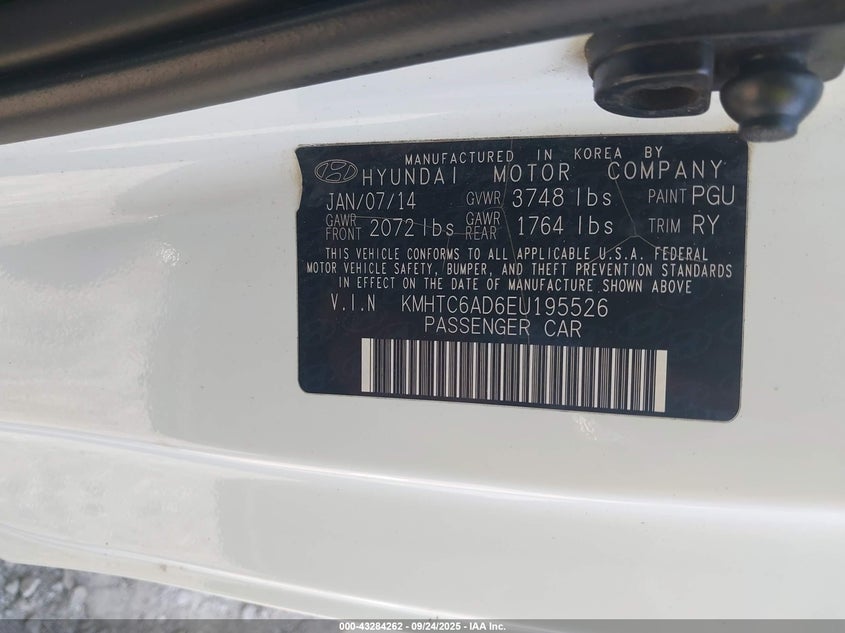 MANUFACTURED IN KOREA BY
HYUNDAI MOTOR COMPANY
JAN/07/14 GVWR 3748 lbs PAINT PGU
GAWR FRONT 2072 lbs GAWR REAR 1764 lbs TRIM RY
THIS VEHICLE CONFORMS TO ALL APPLICABLE U.S.A. FEDERAL
MOTOR VEHICLE SAFETY, BUMPER, AND THEFT PREVENTION STANDARDS
IN EFFECT ON THE DATE OF MANUFACTURE SHOWN ABOVE
V.I.N KMHTC6AD6EU195526
PASSENGER CAR
000-43284262 - 09/24/2025 - IAA Inc.